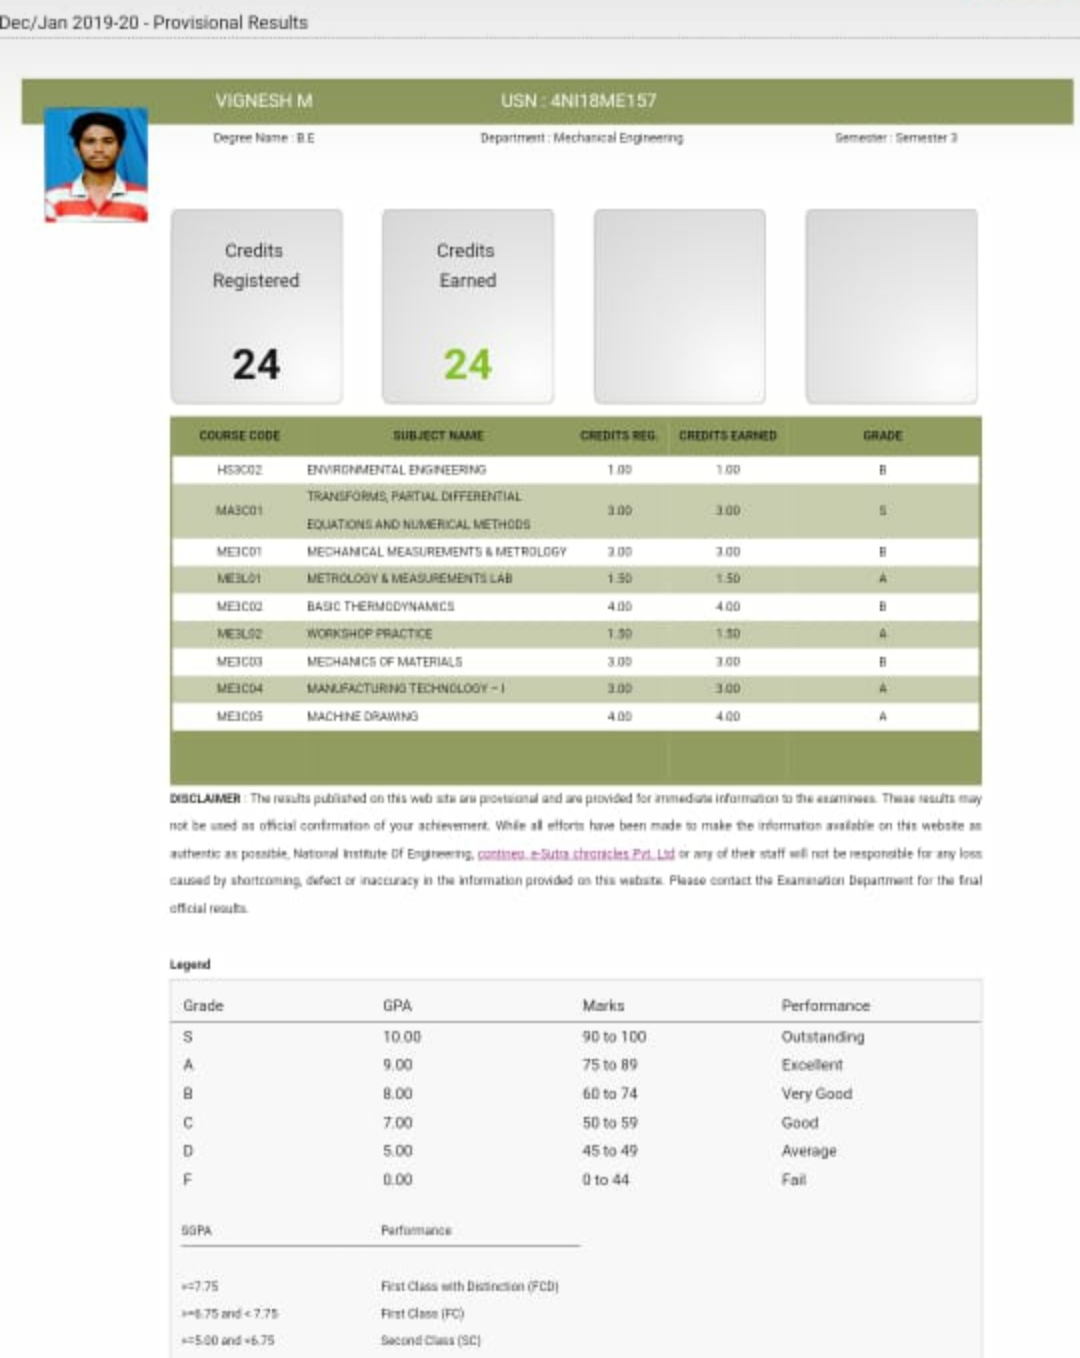 Dec/Jan 2019-20 - Provisional Results
VIGNESH M USN : 4NI18ME157
Degree Name : B.E Department : Mechanical Engineering Semester : Semester 3
Credits Registered 24
Credits Earned 24
COURSE CODE SUBJECT NAME CREDITS REG. CREDITS EARNED GRADE
HS3C02 ENVIRONMENTAL ENGINEERING 1.00 1.00 B
MA3C01 TRANSFORMS, PARTIAL DIFFERENTIAL
EQUATIONS AND NUMERICAL METHODS 3.00 3.00 S
ME3C01 MECHANICAL MEASUREMENTS & METROLOGY 3.00 3.00 B
ME3L01 METROLOGY & MEASUREMENTS LAB 1.50 1.50 A
ME3C02 BASIC THERMODYNAMICS 4.00 4.00 B
ME3L02 WORKSHOP PRACTICE 1.50 1.50 A
ME3C03 MECHANICS OF MATERIALS 3.00 3.00 B
ME3C04 MANUFACTURING TECHNOLOGY – I 3.00 3.00 A
ME3C05 MACHINE DRAWING 4.00 4.00 A
DISCLAIMER : The results published on this web site are provisional and are provided for immediate information to the examinees. These results may
not be used as official confirmation of your achievement. While all efforts have been made to make the information available on this website as
authentic as possible, National Institute Of Engineering, contineo, e-Sutra chronicles Pvt. Ltd or any of their staff will not be responsible for any loss
caused by shortcoming, defect or inaccuracy in the information provided on this website. Please contact the Examination Department for the final
official results.
Legend
Grade GPA Marks Performance
S 10.00 90 to 100 Outstanding
A 9.00 75 to 89 Excellent
B 8.00 60 to 74 Very Good
C 7.00 50 to 59 Good
D 5.00 45 to 49 Average
F 0.00 0 to 44 Fail
SGPA Performance
>=7.75 First Class with Distinction (FCD)
>=6.75 and < 7.75 First Class (FC)
>=5.00 and <6.75 Second Class (SC)